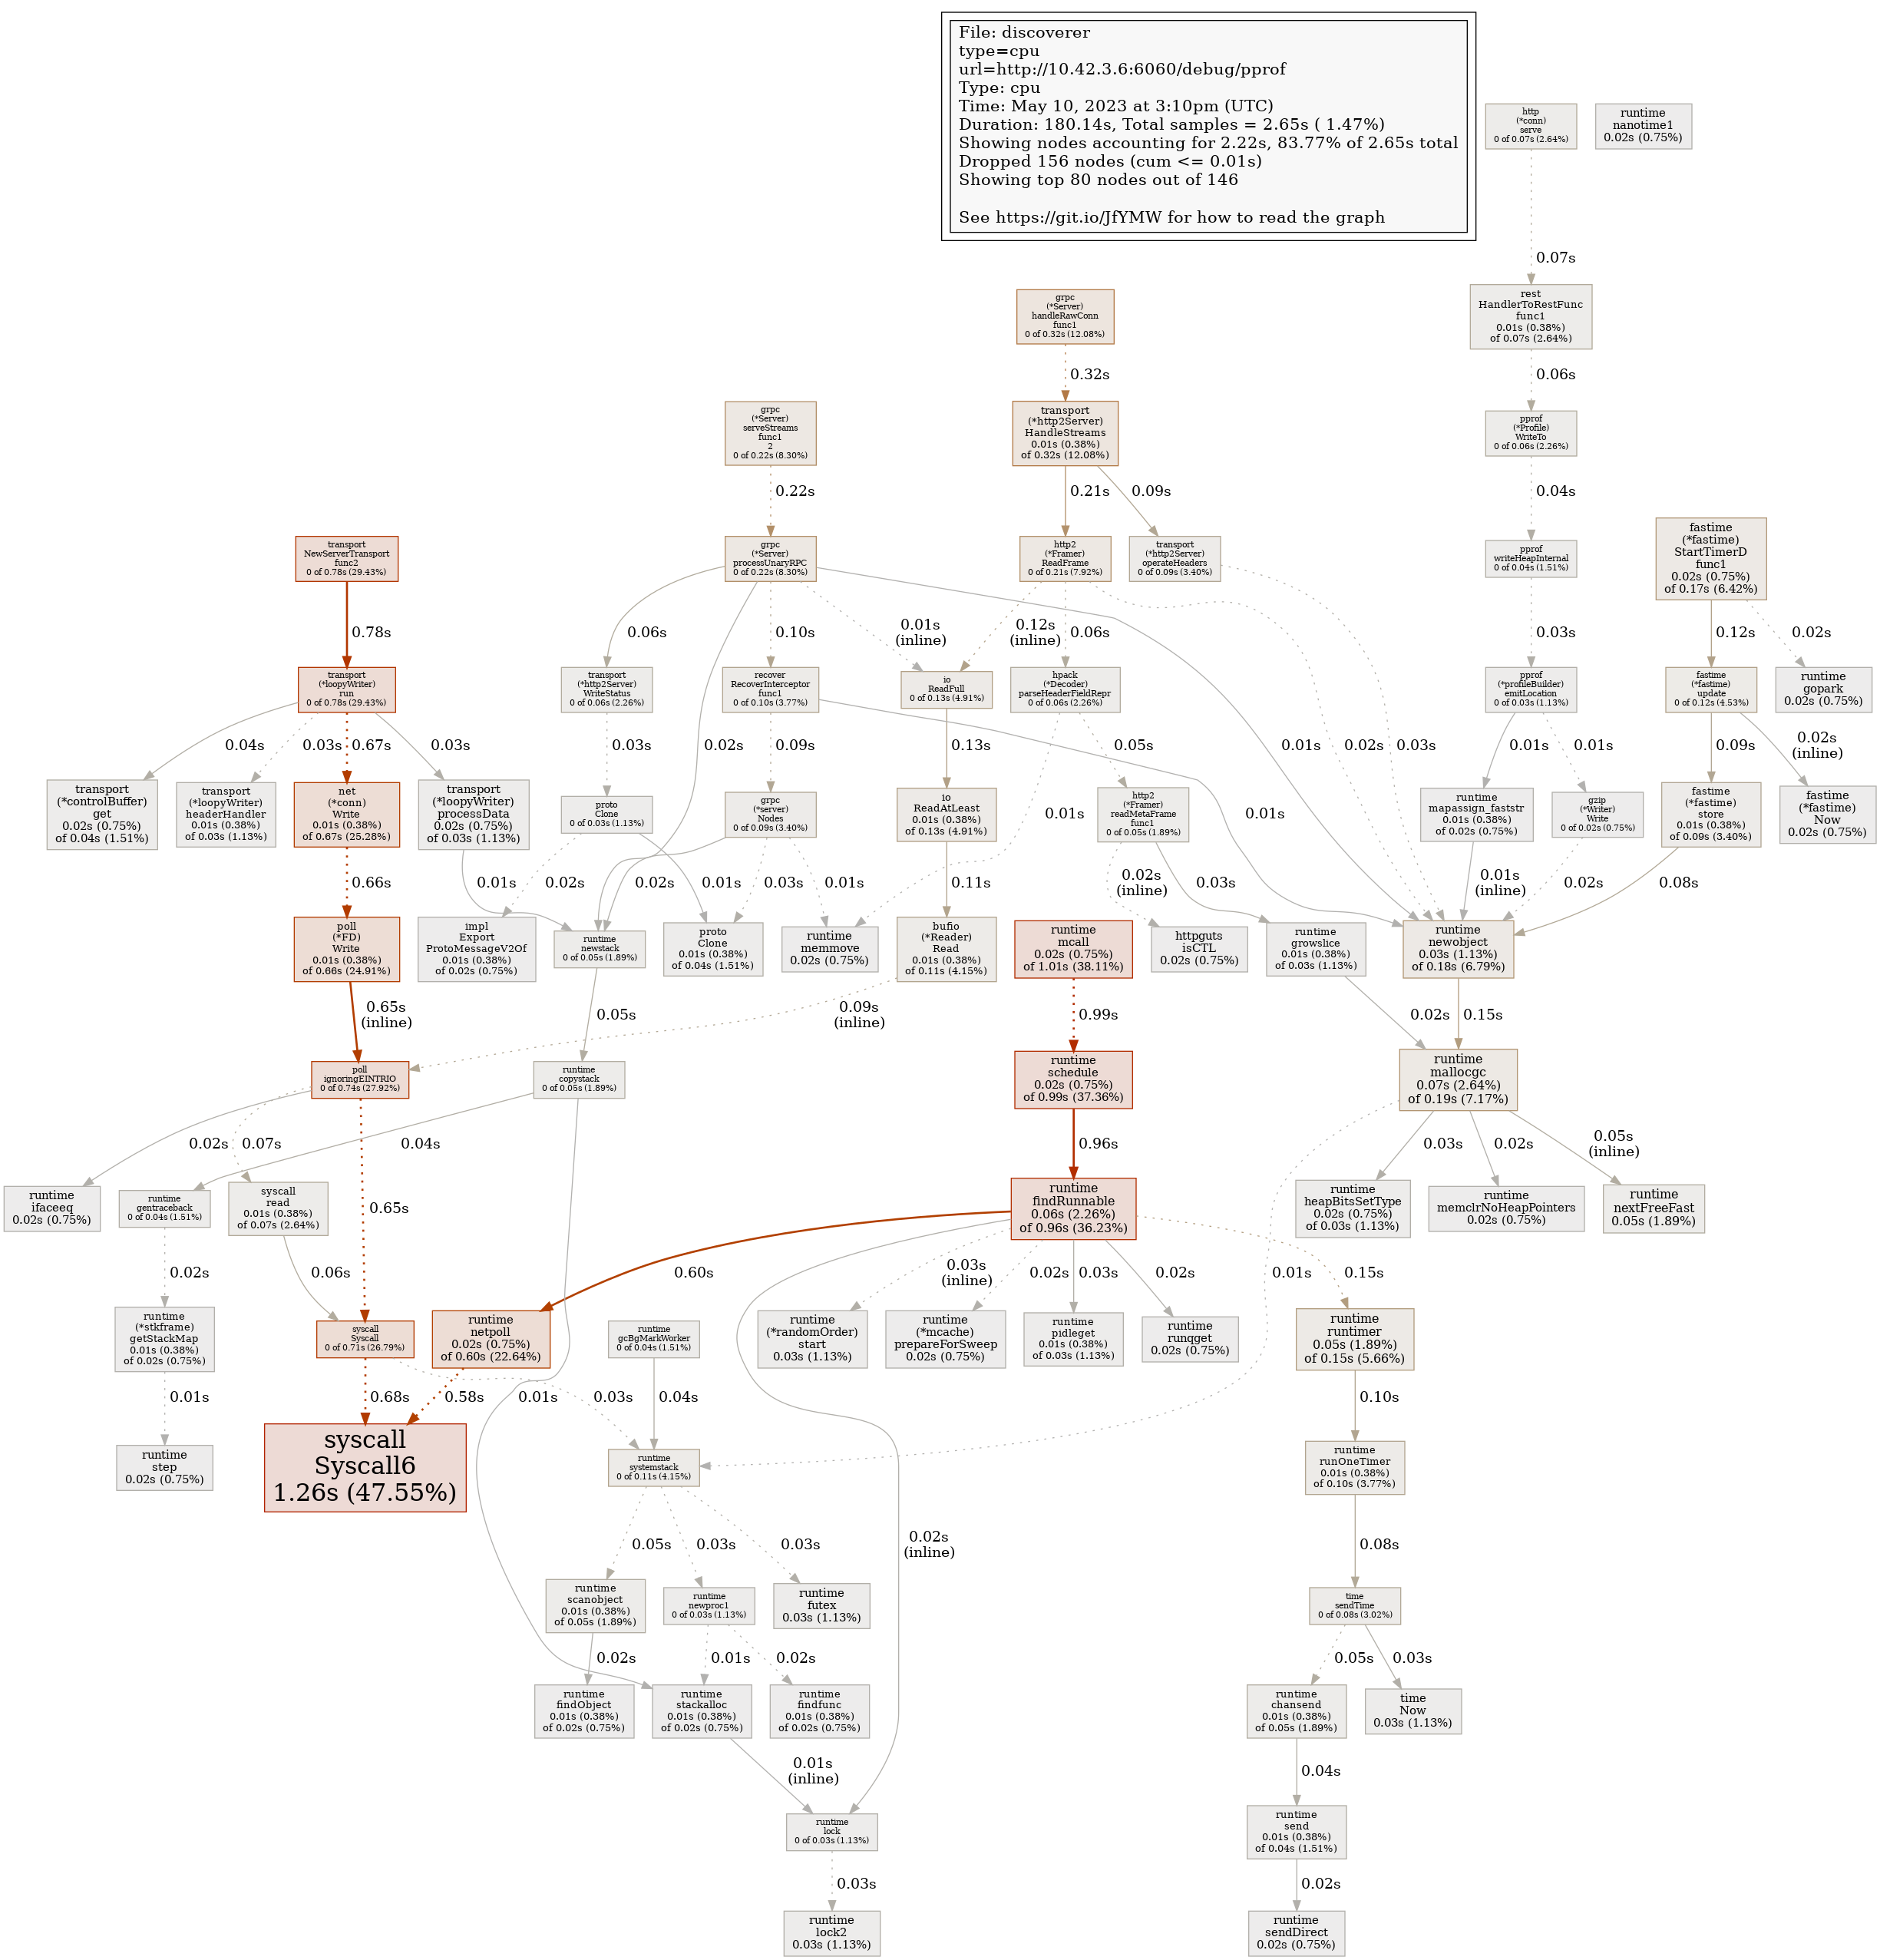 File: discoverer
type=cpu
url=http://10.42.3.6:6060/debug/pprof
Type: cpu
Time: May 10, 2023 at 3:10pm (UTC)
Duration: 180.14s, Total samples = 2.65s ( 1.47%)
Showing nodes accounting for 2.22s, 83.77% of 2.65s total
Dropped 156 nodes (cum <= 0.01s)
Showing top 80 nodes out of 146
See https://git.io/JfYMW for how to read the graph
http
(*conn)
serve
0 of 0.07s (2.64%)
runtime
nanotime1
0.02s (0.75%)
0.07s
grpc
(*Server)
handleRawConn
func1
0 of 0.32s (12.08%)
rest
HandlerToRestFunc
func1
0.01s (0.38%)
of 0.07s (2.64%)
0.32s
0.06s
grpc
(*Server)
serveStreams
func1
2
0 of 0.22s (8.30%)
transport
(*http2Server)
HandleStreams
0.01s (0.38%)
of 0.32s (12.08%)
pprof
(*Profile)
WriteTo
0 of 0.06s (2.26%)
0.22s
0.21s
0.09s
0.04s
transport
NewServerTransport
func2
0 of 0.78s (29.43%)
grpc
(*Server)
processUnaryRPC
0 of 0.22s (8.30%)
http2
(*Framer)
ReadFrame
0 of 0.21s (7.92%)
transport
(*http2Server)
operateHeaders
0 of 0.09s (3.40%)
pprof
writeHeapInternal
0 of 0.04s (1.51%)
fastime
(*fastime)
StartTimerD
func1
0.02s (0.75%)
of 0.17s (6.42%)
0.78s
0.06s
0.10s
0.01s
(inline)
0.12s
(inline)
0.06s
0.03s
0.12s
0.02s
transport
(*loopyWriter)
run
0 of 0.78s (29.43%)
transport
(*http2Server)
WriteStatus
0 of 0.06s (2.26%)
recover
RecoverInterceptor
func1
0 of 0.10s (3.77%)
io
ReadFull
0 of 0.13s (4.91%)
hpack
(*Decoder)
parseHeaderFieldRepr
0 of 0.06s (2.26%)
pprof
(*profileBuilder)
emitLocation
0 of 0.03s (1.13%)
fastime
(*fastime)
update
0 of 0.12s (4.53%)
runtime
gopark
0.02s (0.75%)
0.04s
0.03s
0.67s
0.03s
0.03s
0.02s
0.09s
0.13s
0.05s
0.01s
0.02s
0.03s
0.01s
0.01s
0.09s
0.02s
(inline)
transport
(*controlBuffer)
get
0.02s (0.75%)
of 0.04s (1.51%)
transport
(*loopyWriter)
headerHandler
0.01s (0.38%)
of 0.03s (1.13%)
net
(*conn)
Write
0.01s (0.38%)
of 0.67s (25.28%)
transport
(*loopyWriter)
processData
0.02s (0.75%)
of 0.03s (1.13%)
proto
Clone
0 of 0.03s (1.13%)
grpc
(*server)
Nodes
0 of 0.09s (3.40%)
io
ReadAtLeast
0.01s (0.38%)
of 0.13s (4.91%)
http2
(*Framer)
readMetaFrame
func1
0 of 0.05s (1.89%)
runtime
mapassign_faststr
0.01s (0.38%)
of 0.02s (0.75%)
gzip
(*Writer)
Write
0 of 0.02s (0.75%)
fastime
(*fastime)
store
0.01s (0.38%)
of 0.09s (3.40%)
fastime
(*fastime)
Now
0.02s (0.75%)
0.66s
0.01s
0.02s
0.02s
0.01s
0.03s
0.01s
0.11s
0.01s
0.02s
(inline)
0.03s
0.01s
0.01s
(inline)
0.02s
0.08s
poll
(*FD)
Write
0.01s (0.38%)
of 0.66s (24.91%)
impl
Export
ProtoMessageV2Of
0.01s (0.38%)
of 0.02s (0.75%)
runtime
newstack
0 of 0.05s (1.89%)
proto
Clone
0.01s (0.38%)
of 0.04s (1.51%)
runtime
memmove
0.02s (0.75%)
bufio
(*Reader)
Read
0.01s (0.38%)
of 0.11s (4.15%)
runtime
mcall
0.02s (0.75%)
of 1.01s (38.11%)
httpguts
isCTL
0.02s (0.75%)
runtime
growslice
0.01s (0.38%)
of 0.03s (1.13%)
runtime
newobject
0.03s (1.13%)
of 0.18s (6.79%)
0.65s
(inline)
0.05s
0.09s
(inline)
0.99s
0.02s
0.15s
poll
ignoringEINTRIO
0 of 0.74s (27.92%)
runtime
copystack
0 of 0.05s (1.89%)
runtime
schedule
0.02s (0.75%)
of 0.99s (37.36%)
runtime
mallocgc
0.07s (2.64%)
of 0.19s (7.17%)
0.02s
0.07s
0.04s
0.65s
0.96s
0.03s
0.02s
0.05s
(inline)
runtime
ifaceeq
0.02s (0.75%)
runtime
gentraceback
0 of 0.04s (1.51%)
syscall
read
0.01s (0.38%)
of 0.07s (2.64%)
runtime
findRunnable
0.06s (2.26%)
of 0.96s (36.23%)
runtime
heapBitsSetType
0.02s (0.75%)
of 0.03s (1.13%)
runtime
memclrNoHeapPointers
0.02s (0.75%)
runtime
nextFreeFast
0.05s (1.89%)
0.02s
0.06s
0.60s
0.03s
(inline)
0.02s
0.03s
0.02s
0.01s
0.15s
runtime
(*stkframe)
getStackMap
0.01s (0.38%)
of 0.02s (0.75%)
syscall
Syscall
0 of 0.71s (26.79%)
runtime
netpoll
0.02s (0.75%)
of 0.60s (22.64%)
runtime
gcBgMarkWorker
0 of 0.04s (1.51%)
runtime
(*randomOrder)
start
0.03s (1.13%)
runtime
(*mcache)
prepareForSweep
0.02s (0.75%)
runtime
pidleget
0.01s (0.38%)
of 0.03s (1.13%)
runtime
runqget
0.02s (0.75%)
runtime
runtimer
0.05s (1.89%)
of 0.15s (5.66%)
0.01s
0.68s
0.58s
0.01s
0.03s
0.04s
0.10s
runtime
step
0.02s (0.75%)
syscall
Syscall6
1.26s (47.55%)
runtime
systemstack
0 of 0.11s (4.15%)
runtime
runOneTimer
0.01s (0.38%)
of 0.10s (3.77%)
0.05s
0.03s
0.03s
0.02s
(inline)
0.08s
runtime
scanobject
0.01s (0.38%)
of 0.05s (1.89%)
runtime
newproc1
0 of 0.03s (1.13%)
runtime
futex
0.03s (1.13%)
time
sendTime
0 of 0.08s (3.02%)
0.02s
0.01s
0.02s
0.05s
0.03s
runtime
findObject
0.01s (0.38%)
of 0.02s (0.75%)
runtime
stackalloc
0.01s (0.38%)
of 0.02s (0.75%)
runtime
findfunc
0.01s (0.38%)
of 0.02s (0.75%)
runtime
chansend
0.01s (0.38%)
of 0.05s (1.89%)
time
Now
0.03s (1.13%)
0.01s
(inline)
0.04s
runtime
lock
0 of 0.03s (1.13%)
runtime
send
0.01s (0.38%)
of 0.04s (1.51%)
0.03s
0.02s
runtime
lock2
0.03s (1.13%)
runtime
sendDirect
0.02s (0.75%)